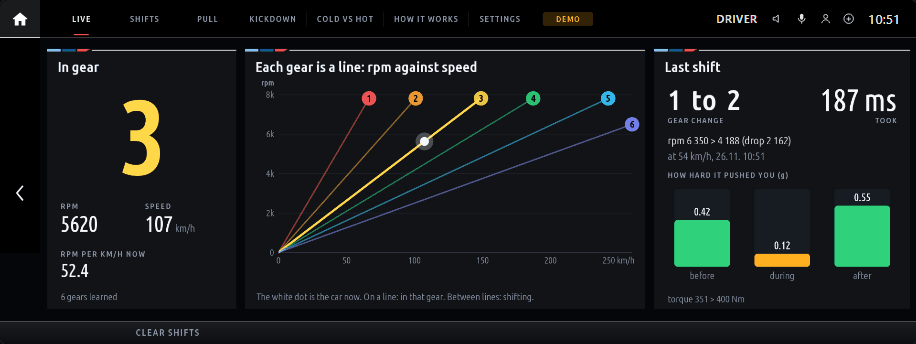 LIVE SHIFTS PULL KICKDOWN COLD VS HOT HOW IT WORKS SETTINGS DEMO DRIVER 10:51
In gear
3
RPM SPEED
5620 107 km/h
RPM PER KM/H NOW
52.4
6 gears learned
Each gear is a line: rpm against speed
rpm
8k
6k
4k
2k
0
1 2 3 4 5 6
0 50 100 150 200 250 km/h
The white dot is the car now. On a line: in that gear. Between lines: shifting.
Last shift
1 to 2 187 ms
GEAR CHANGE TOOK
rpm 6 350 > 4 188 (drop 2 162)
at 54 km/h, 26.11. 10:51
HOW HARD IT PUSHED YOU (g)
0.42 0.12 0.55
before during after
torque 351 > 400 Nm
CLEAR SHIFTS